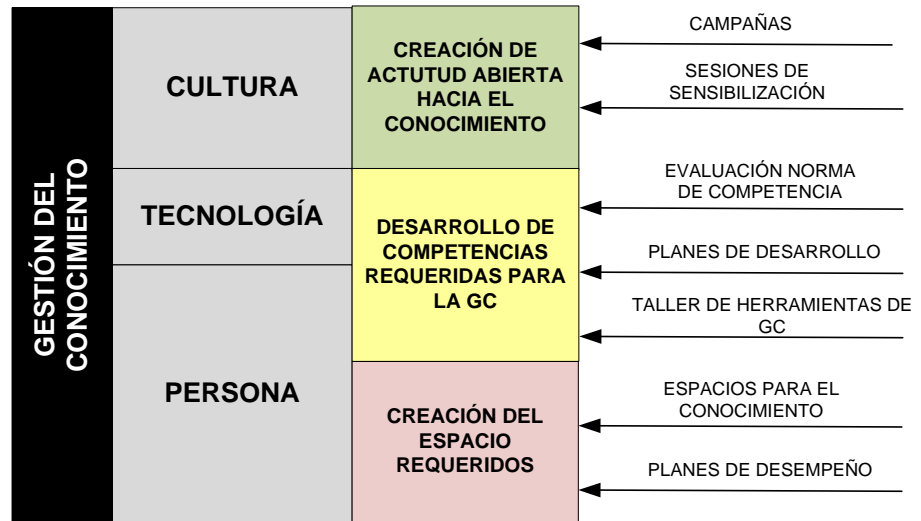 GESTIÓN DEL
CONOCIMIENTO
CULTURA
TECNOLOGÍA
PERSONA
CREACIÓN DE
ACTUTUD ABIERTA
HACIA EL
CONOCIMIENTO
DESARROLLO DE
COMPETENCIAS
REQUERIDAS PARA
LA GC
CREACIÓN DEL
ESPACIO
REQUERIDOS
CAMPAÑAS
SESIONES DE
SENSIBILIZACIÓN
EVALUACIÓN NORMA
DE COMPETENCIA
PLANES DE DESARROLLO
TALLER DE HERRAMIENTAS DE
GC
ESPACIOS PARA EL
CONOCIMIENTO
PLANES DE DESEMPEÑO